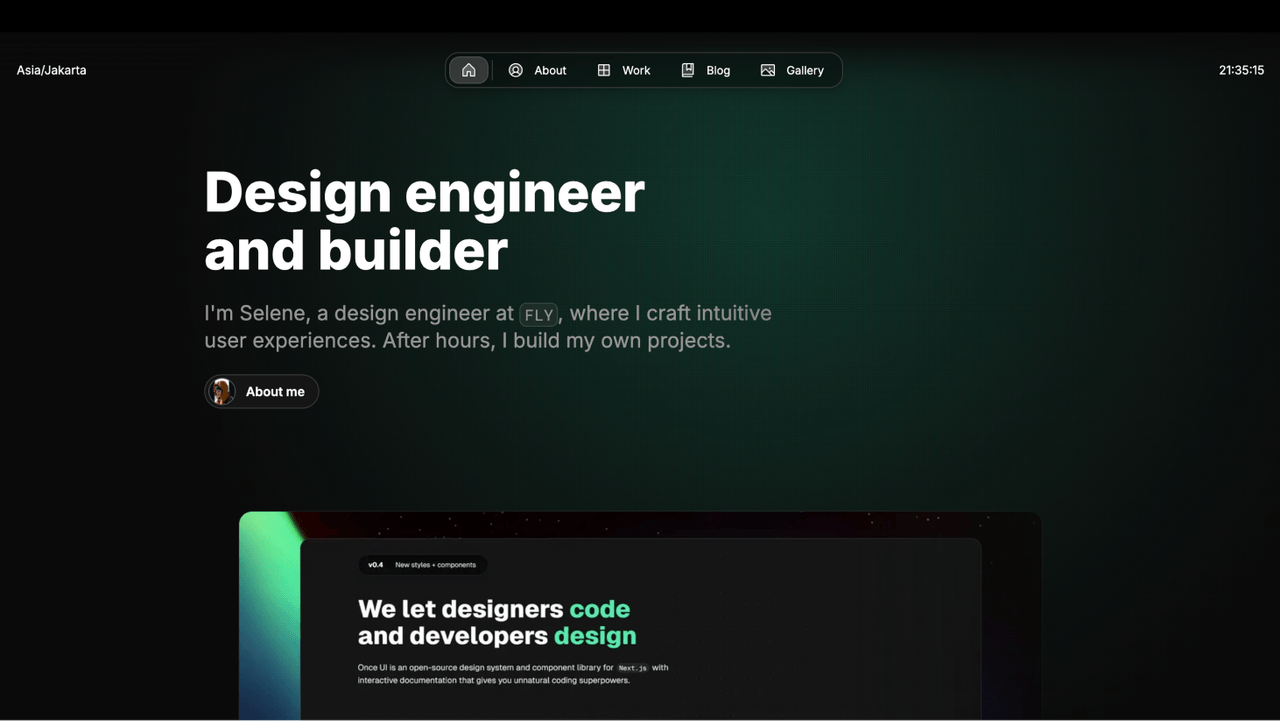 Asia/Jakarta
About
Work
Blog
Gallery
21:35:15
Design engineer
and builder
I'm Selene, a design engineer at FLY, where I craft intuitive
user experiences. After hours, I build my own projects.
About me
v0.4 New styles + components
We let designers code
and developers design
Once UI is an open-source design system and component library for Next.js with
interactive documentation that gives you unnatural coding superpowers.